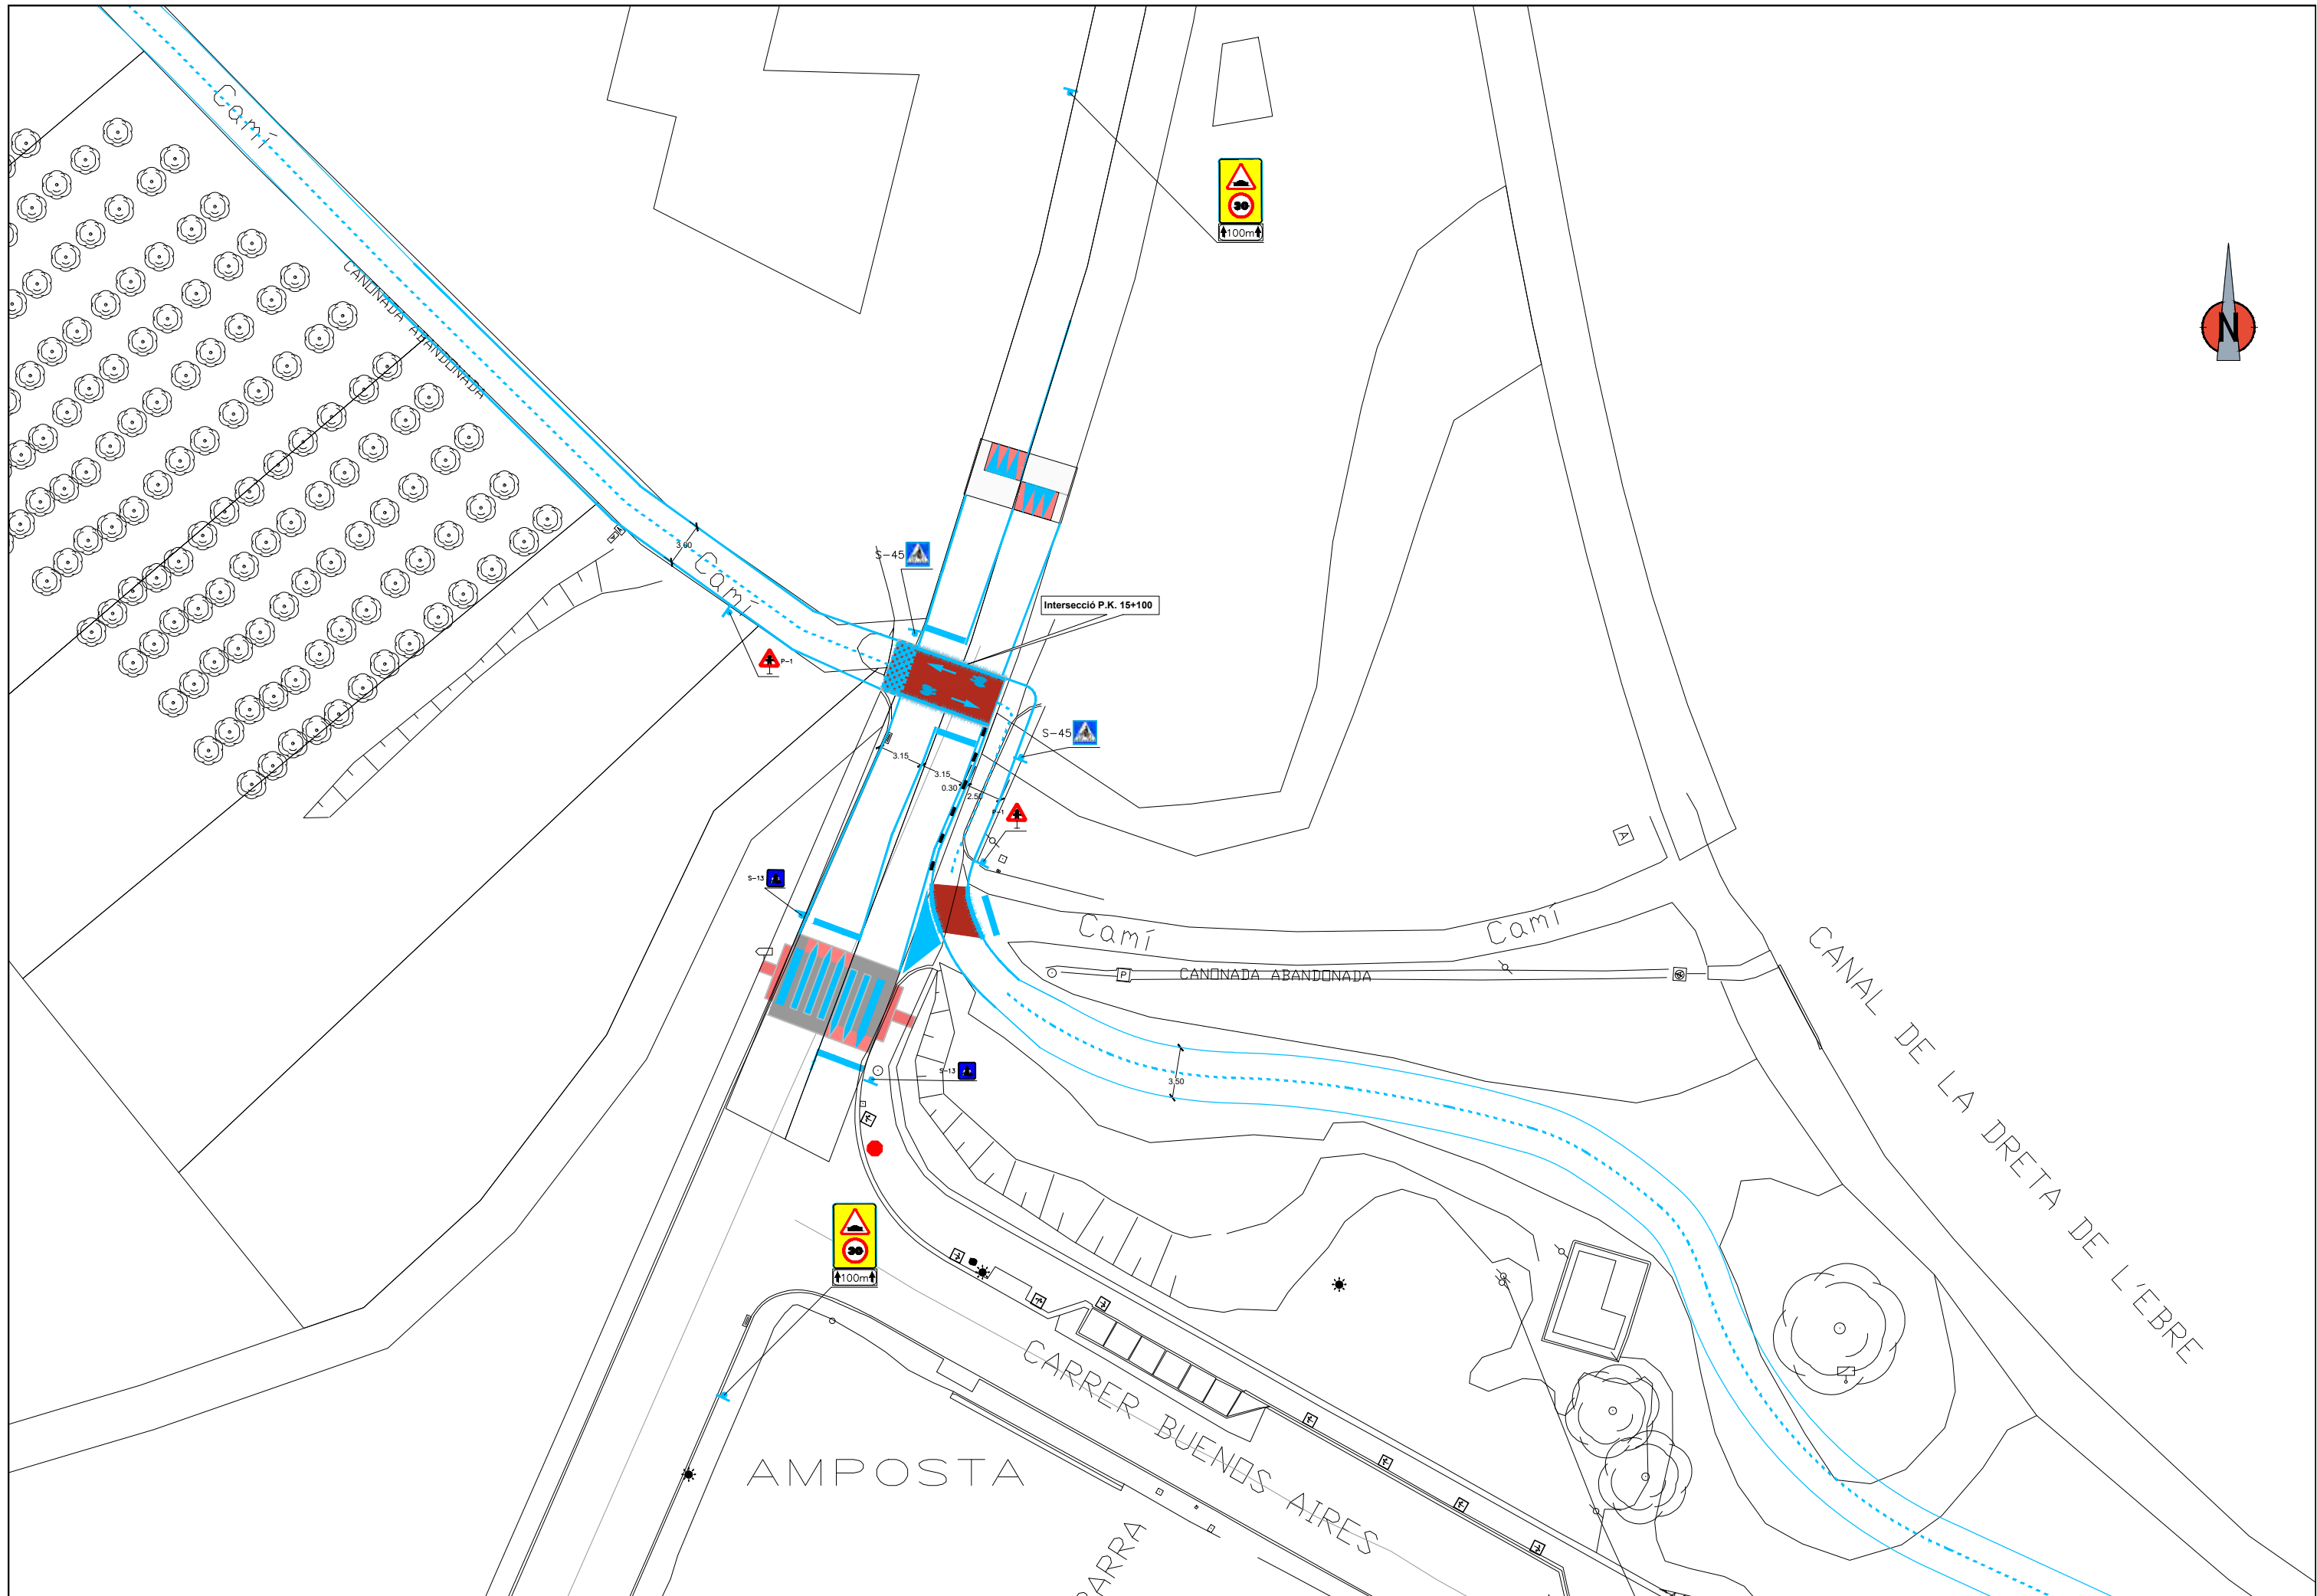 Camí
30
100m
N
CANONADA ABANDONADA
3.60
Camí
S-45
Intersecció P.K. 15+100
P-1
S-45
3.15
3.15
0.30
2.50
P-1
A
S-13
Camí
Camí
P
CANONADA ABANDONADA
CANAL DE LA DRETA DE L'EBRE
S-13
3.50
30
100m
CARRER BUENOS AIRES
AMPOSTA